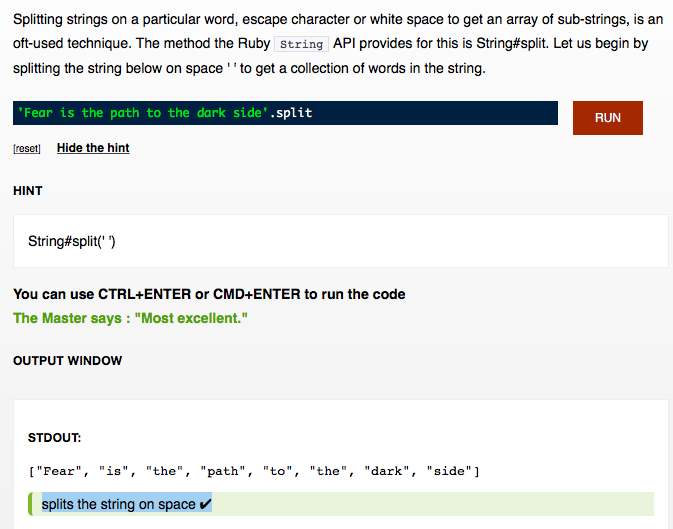 Splitting strings on a particular word, escape character or white space to get an array of sub-strings, is an
oft-used technique. The method the Ruby String API provides for this is String#split. Let us begin by
splitting the string below on space ' ' to get a collection of words in the string.
'Fear is the path to the dark side'.split
RUN
[reset] Hide the hint
HINT
String#split(' ')
You can use CTRL+ENTER or CMD+ENTER to run the code
The Master says : "Most excellent."
OUTPUT WINDOW
STDOUT:
["Fear", "is", "the", "path", "to", "the", "dark", "side"]
splits the string on space ✔